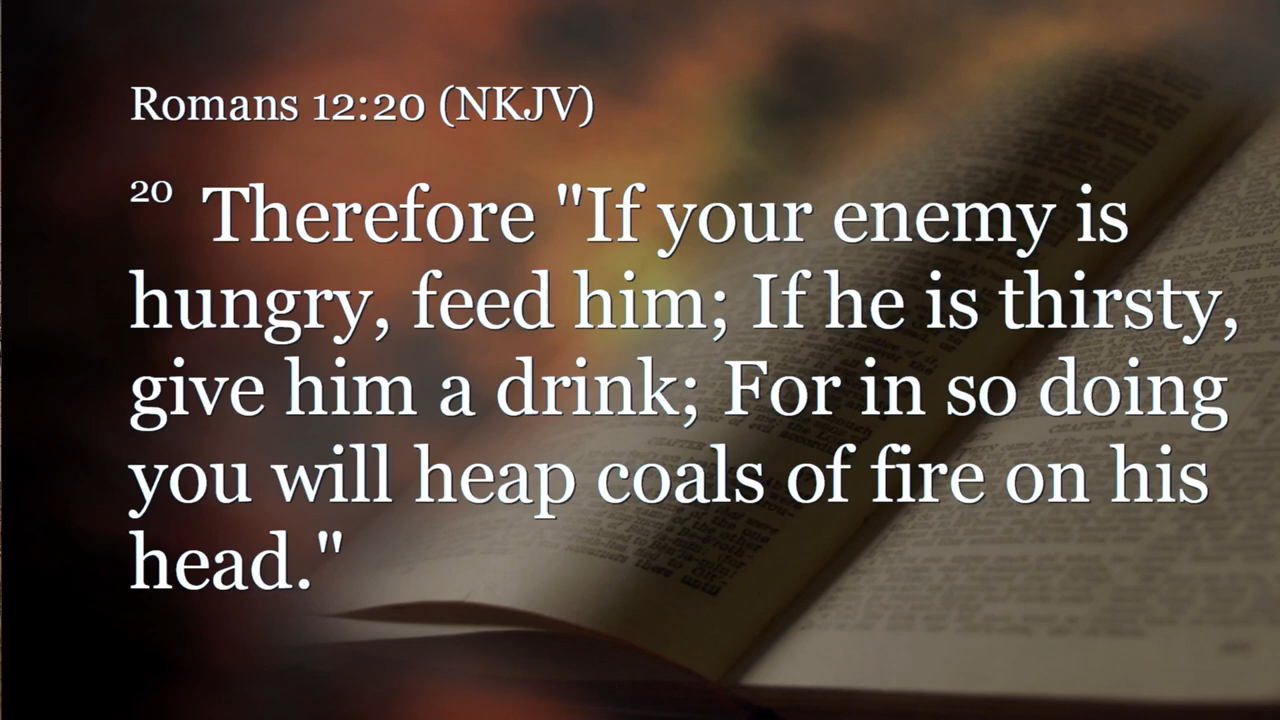 Romans 12:20 (NKJV)
20 Therefore "If your enemy is
hungry, feed him; If he is thirsty,
give him a drink; For in so doing
you will heap coals of fire on his
head."